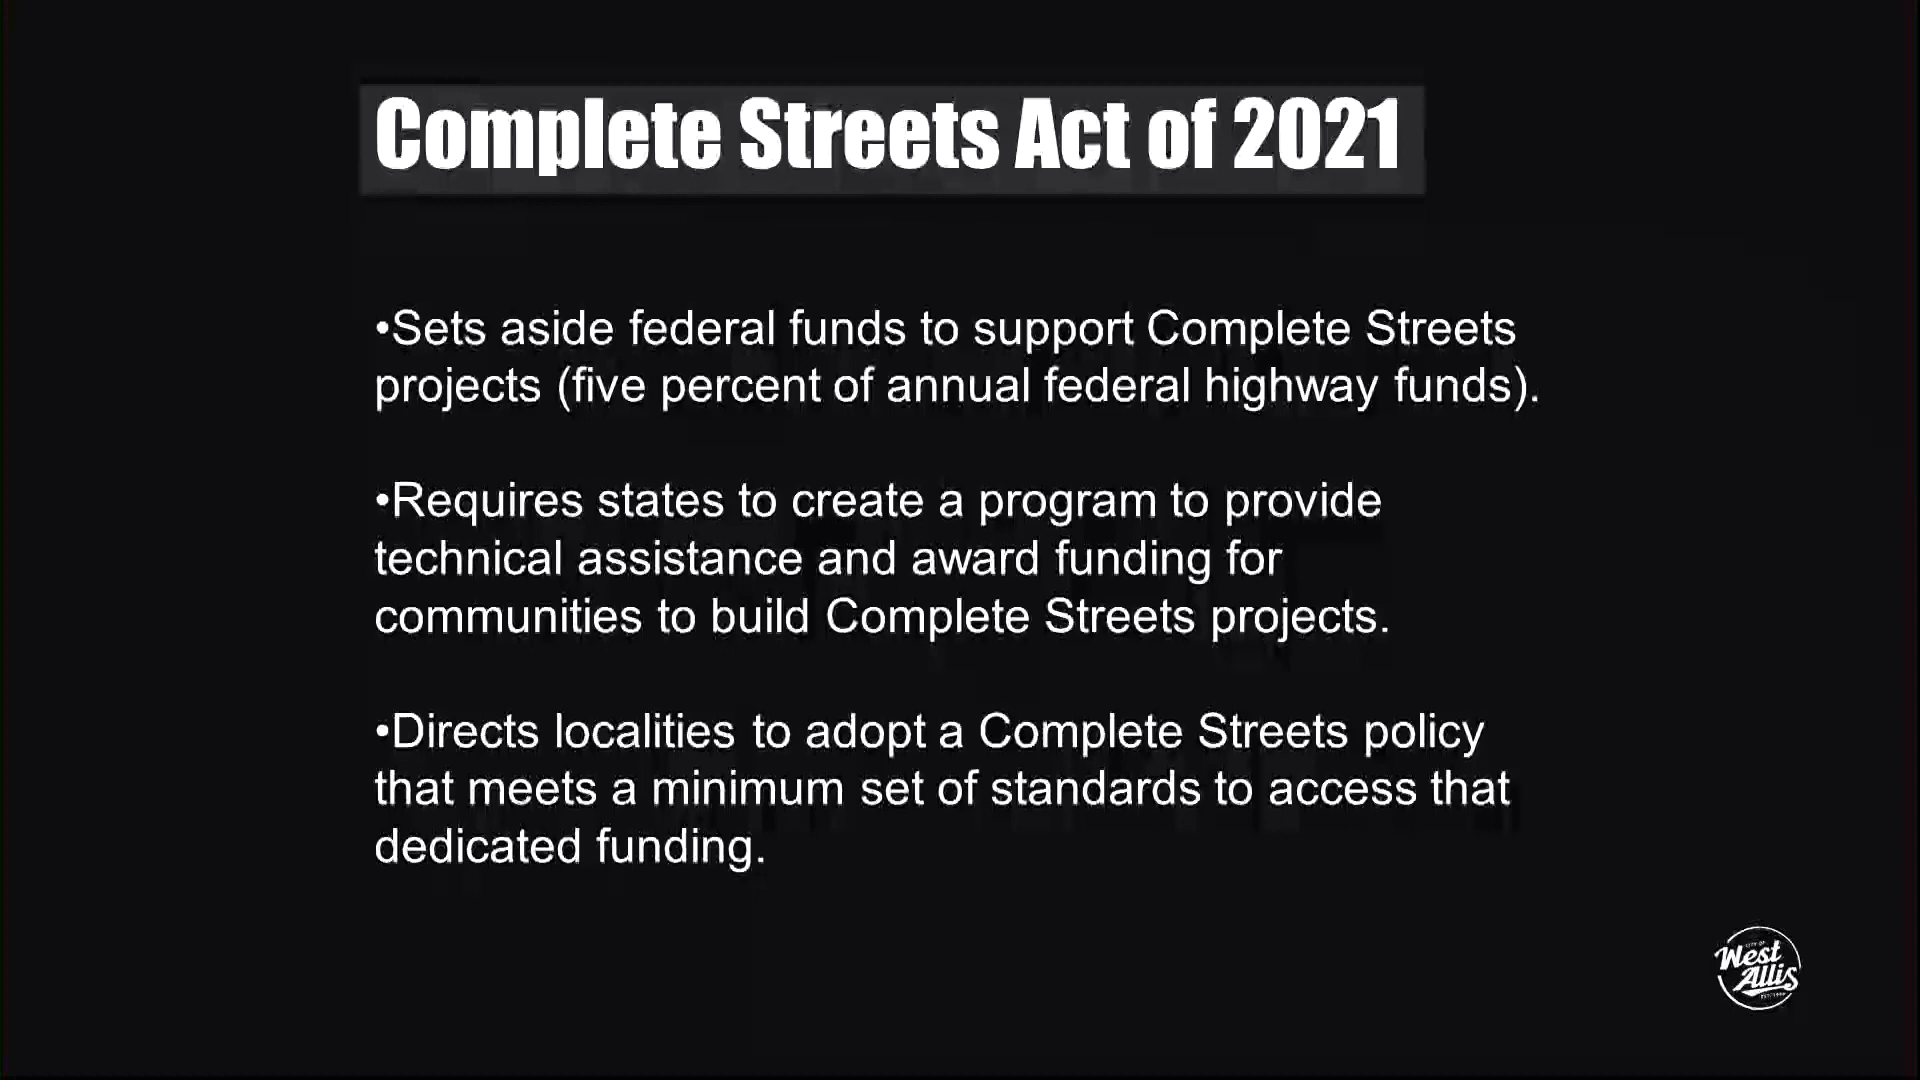 Complete Streets Act of 2021
•Sets aside federal funds to support Complete Streets
projects (five percent of annual federal highway funds).
•Requires states to create a program to provide
technical assistance and award funding for
communities to build Complete Streets projects.
•Directs localities to adopt a Complete Streets policy
that meets a minimum set of standards to access that
dedicated funding.
CITY OF
West
Allis